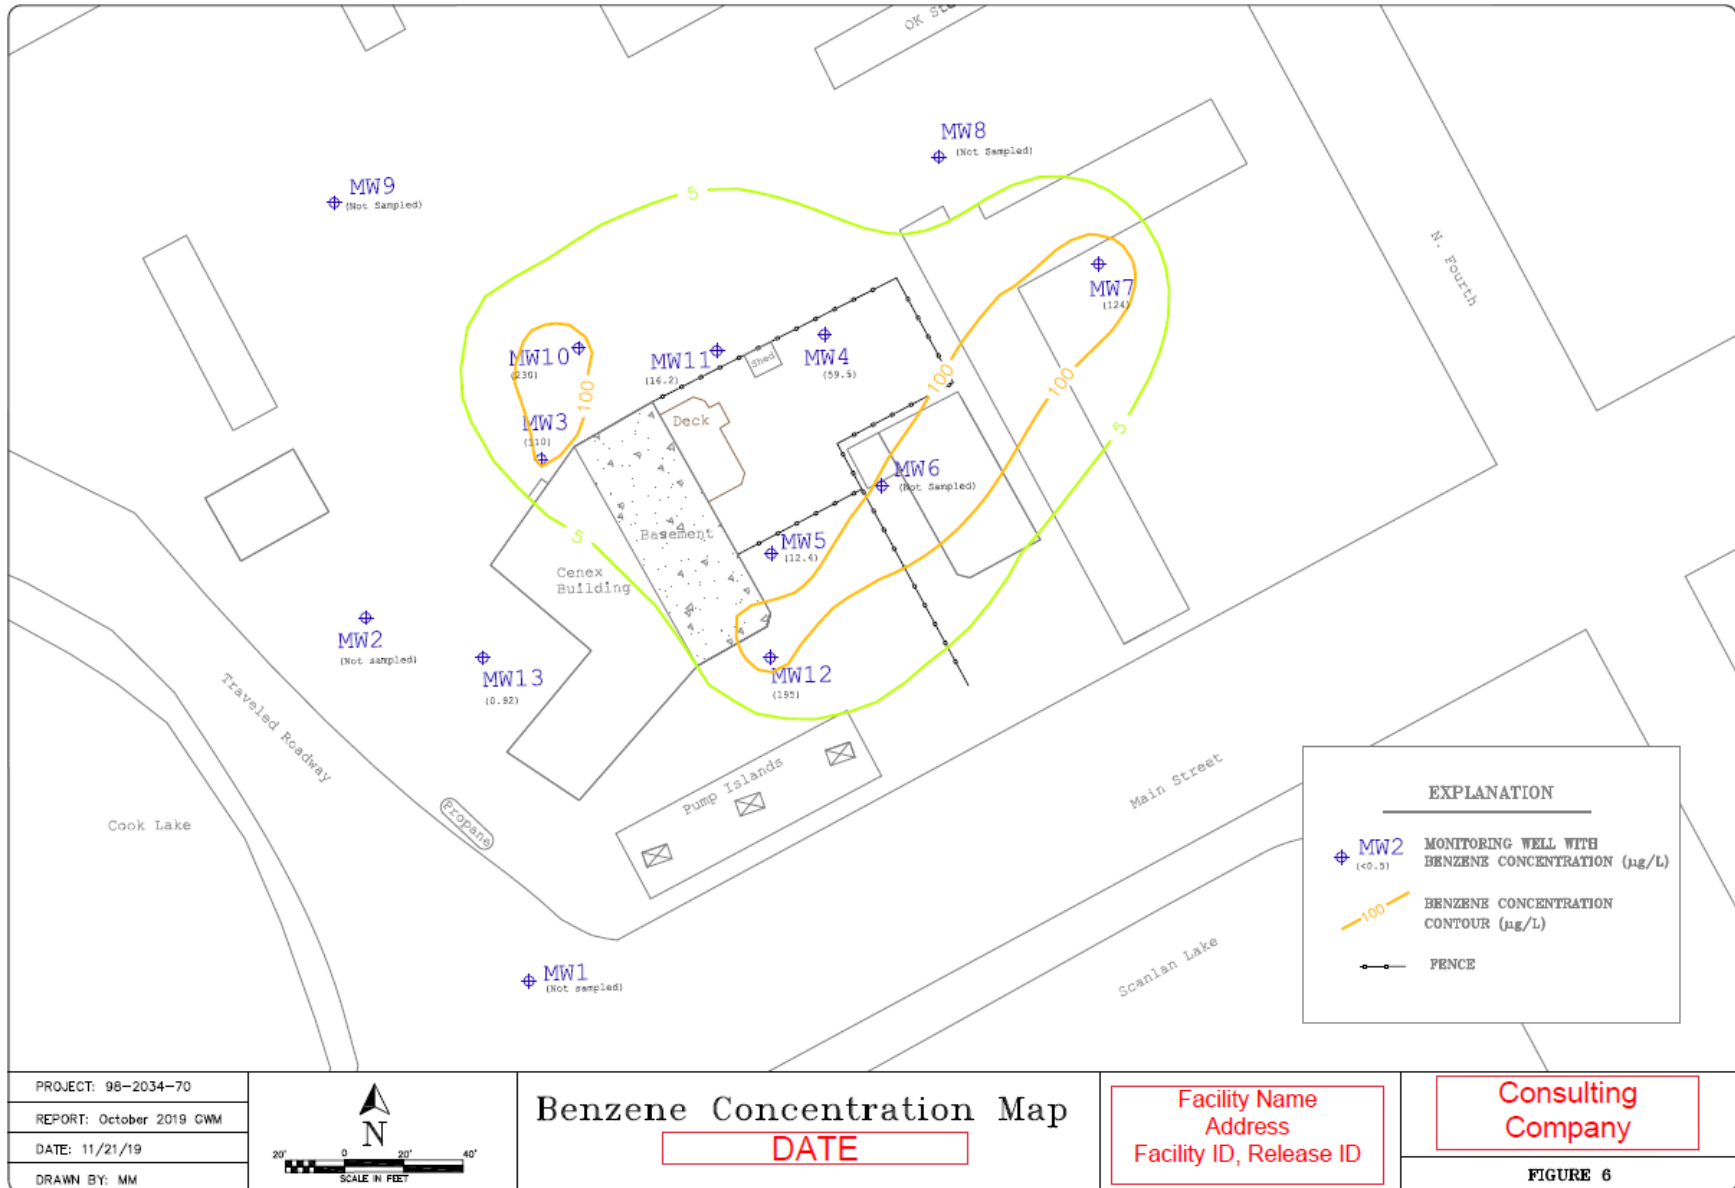 OK St
MW8
(Not Sampled)
MW9
(Not Sampled)
5
N. Fourth
MW7
(124)
MW10
(230)
100
MW11
(16.2)
Shed
MW4
(59.5)
100
100
MW3
(110)
Deck
5
MW6
(Not Sampled)
5
Basement
MW5
(12.4)
Cenex
Building
MW2
(Not sampled)
MW13
(0.92)
MW12
(195)
Traveled Roadway
Pump Islands
Main Street
Propane
Cook Lake
Scanlan Lake
MW1
(Not sampled)
EXPLANATION
MW2
(<0.5)
MONITORING WELL WITH
BENZENE CONCENTRATION (µg/L)
100
BENZENE CONCENTRATION
CONTOUR (µg/L)
FENCE
PROJECT: 98-2034-70
REPORT: October 2019 GWM
DATE: 11/21/19
DRAWN BY: MM
N
20' 0 20' 40'
SCALE IN FEET
Benzene Concentration Map
DATE
Facility Name
Address
Facility ID, Release ID
Consulting
Company
FIGURE 6